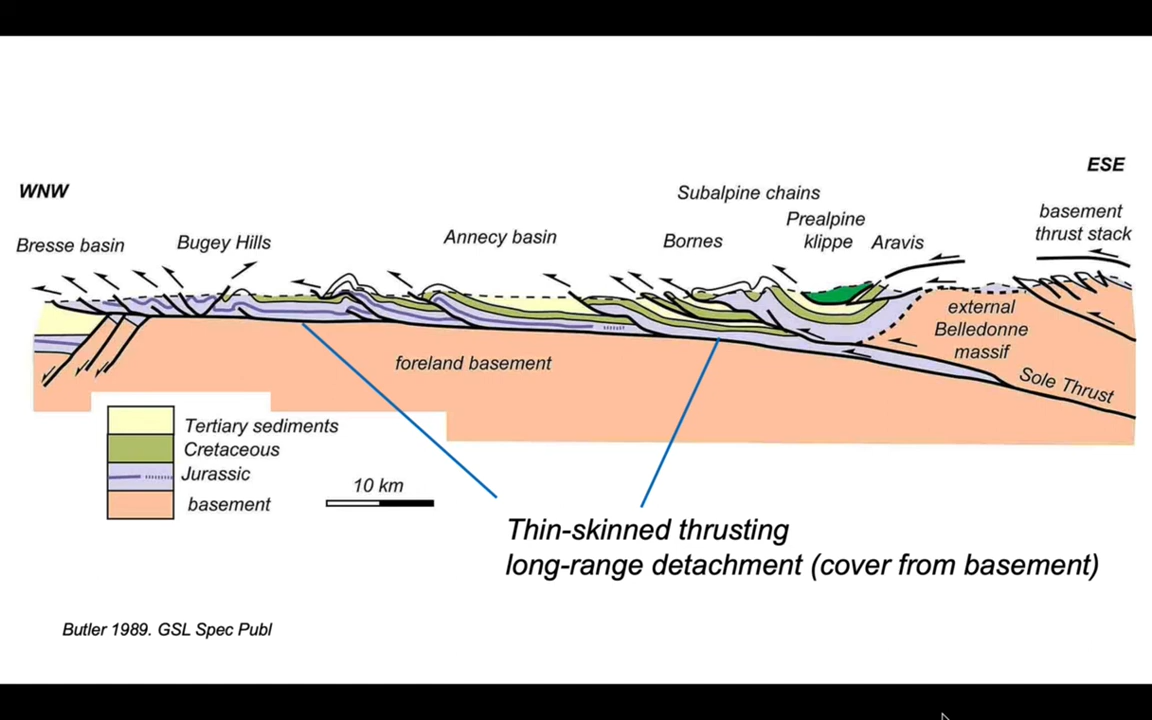 ESE
WNW
Subalpine chains
basement
thrust stack
Prealpine
klippe
Bresse basin
Bugey Hills
Annecy basin
Bornes
Aravis
external
Belledonne
massif
foreland basement
Sole Thrust
Tertiary sediments
Cretaceous
Jurassic
basement
10 km
Thin-skinned thrusting
long-range detachment (cover from basement)
Butler 1989. GSL Spec Publ